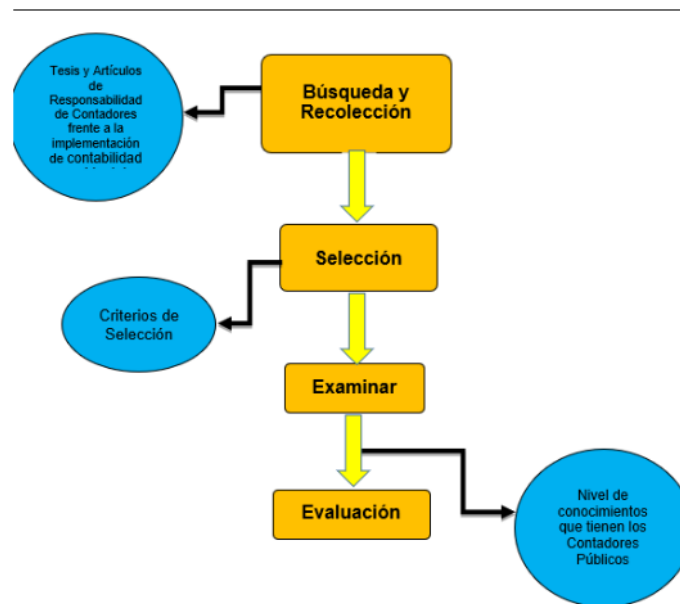 Tesis y Artículos
de
Responsabilidad
de Contadores
frente a la
implementación
de contabilidad
Búsqueda y
Recolección
Selección
Criterios de
Selección
Examinar
Evaluación
Nivel de
conocimientos
que tienen los
Contadores
Públicos